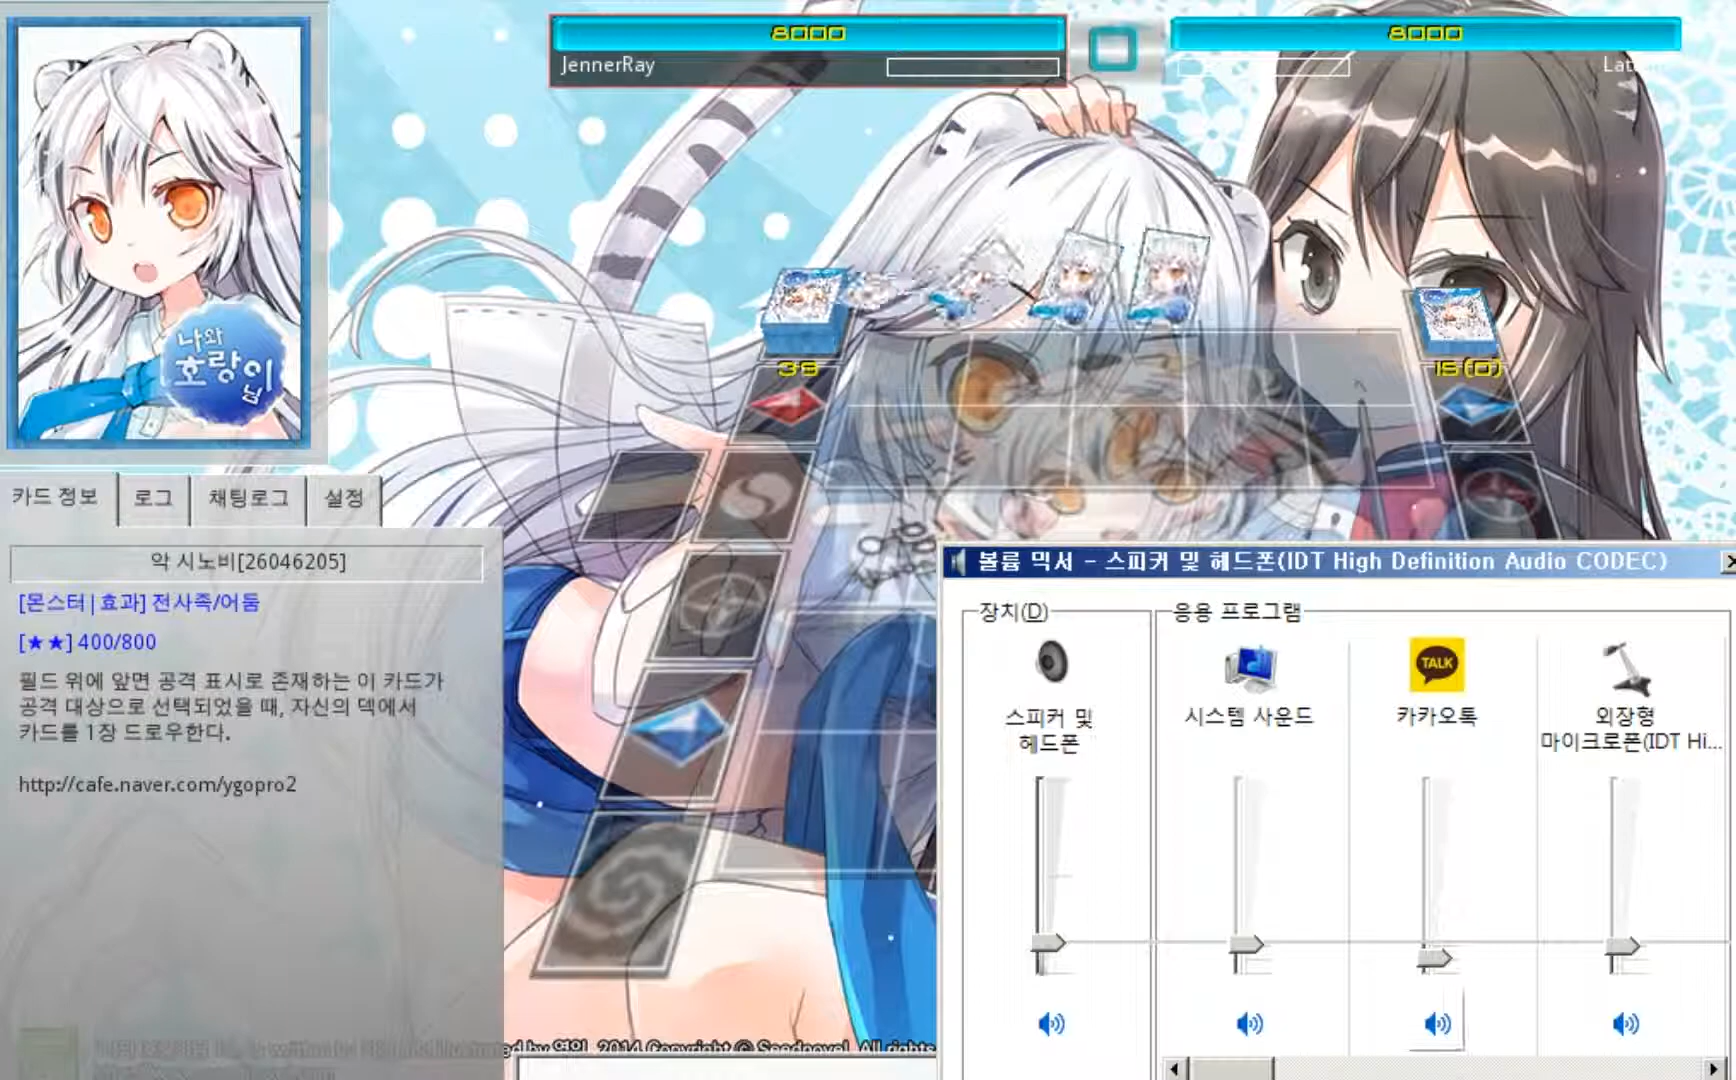 8000
8000
JennerRay
나와
호랑이
님
39
15(0)
카드 정보
로그
채팅로그
설정
악 시노비[26046205]
[몬스터|효과] 전사족/어둠
[★★] 400/800
필드 위에 앞면 공격 표시로 존재하는 이 카드가
공격 대상으로 선택되었을 때, 자신의 덱에서
카드를 1장 드로우한다.
http://cafe.naver.com/ygopro2
볼륨 믹서 - 스피커 및 헤드폰(IDT High Definition Audio CODEC)
장치(D)
응용 프로그램
TALK
스피커 및
헤드폰
시스템 사운드
카카오톡
외장형
마이크로폰(IDT Hi...
2014 Copyright © Seednovel. All rights